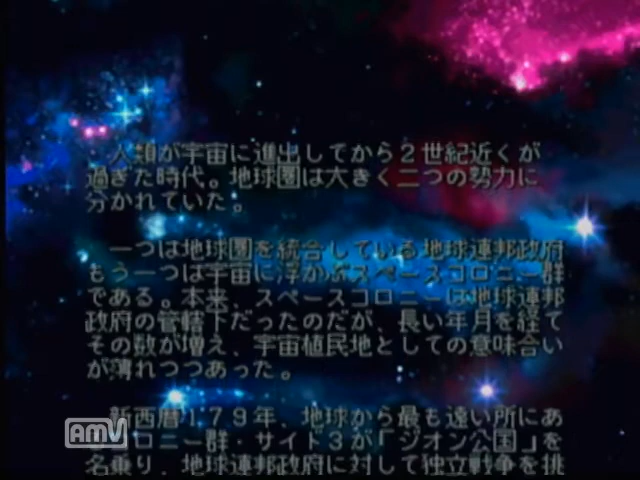 人類が宇宙に進出してから２世紀近くが
過ぎた時代。地球圏は大きく二つの勢力に
分かれていた。
一つは地球圏を統合している地球連邦政府
もう一つは宇宙に浮かぶスペースコロニー群
である。本来、スペースコロニーは地球連邦
政府の管轄下だったのだが、長い年月を経て
その数が増え、宇宙植民地としての意味合い
が薄れつつあった。
新西暦１７９年、地球から最も遠い所にあ
ロニー群・サイド３が「ジオン公国」を
名乗り、地球連邦政府に対して独立戦争を挑
AMV